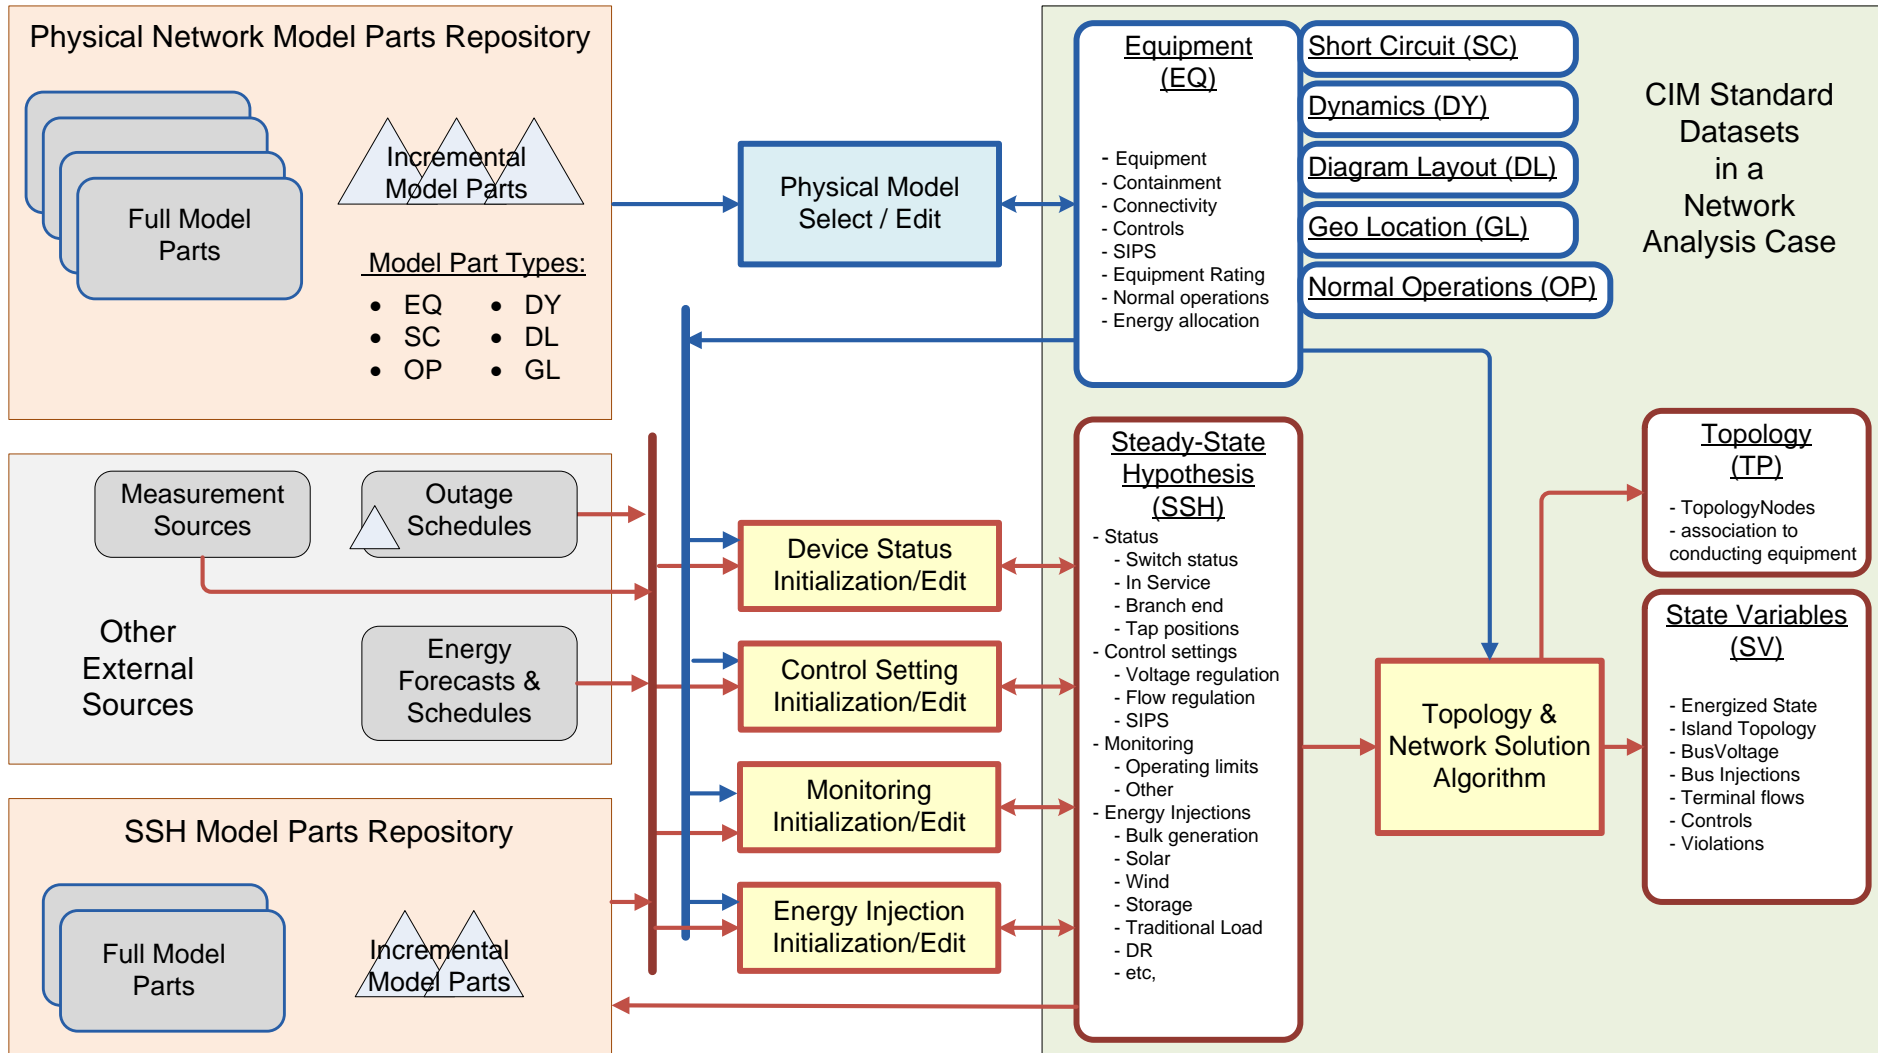 Physical Network Model Parts Repository
Full Model
Parts
Incremental
Model Parts
Model Part Types:
• EQ
• DY
• SC
• DL
• OP
• GL
Physical Model
Select / Edit
Equipment
(EQ)
- Equipment
- Containment
- Connectivity
- Controls
- SIPS
- Equipment Rating
- Normal operations
- Energy allocation
Short Circuit (SC)
Dynamics (DY)
Diagram Layout (DL)
Geo Location (GL)
Normal Operations (OP)
CIM Standard
Datasets
in a
Network
Analysis Case
Measurement
Sources
Outage
Schedules
Other
External
Sources
Energy
Forecasts &
Schedules
SSH Model Parts Repository
Full Model
Parts
Incremental
Model Parts
Device Status
Initialization/Edit
Control Setting
Initialization/Edit
Monitoring
Initialization/Edit
Energy Injection
Initialization/Edit
Steady-State
Hypothesis
(SSH)
- Status
- Switch status
- In Service
- Branch end
- Tap positions
- Control settings
- Voltage regulation
- Flow regulation
- SIPS
- Monitoring
- Operating limits
- Other
- Energy Injections
- Bulk generation
- Solar
- Wind
- Storage
- Traditional Load
- DR
- etc,
Topology &
Network Solution
Algorithm
Topology
(TP)
- TopologyNodes
- association to
conducting equipment
State Variables
(SV)
- Energized State
- Island Topology
- BusVoltage
- Bus Injections
- Terminal flows
- Controls
- Violations